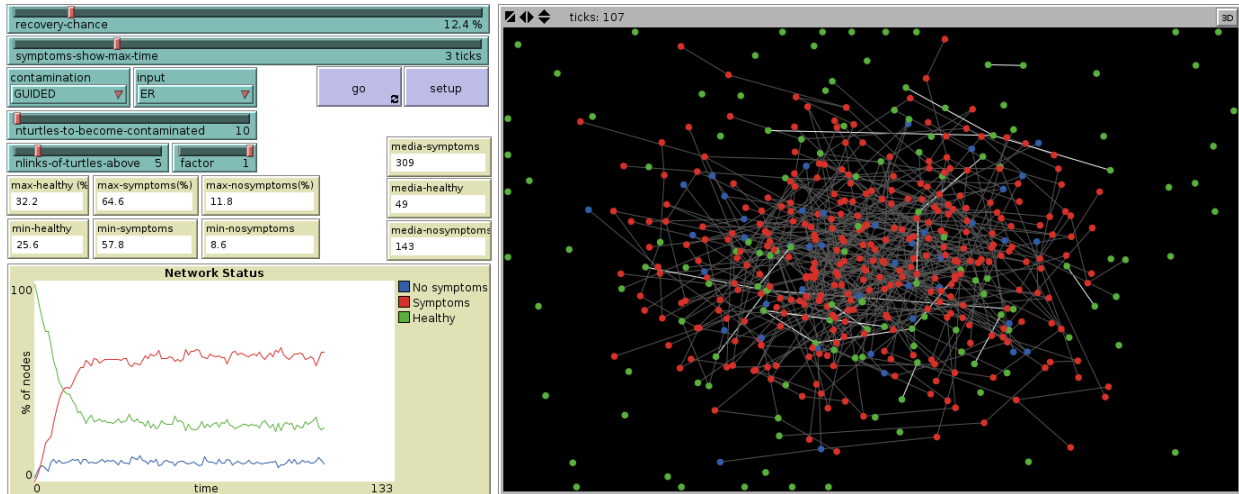 recovery-chance 12.4 %
symptoms-show-max-time 3 ticks
contamination
GUIDED
input
ER
go
setup
nturtles-to-become-contaminated 10
nlinks-of-turtles-above 5
factor 1
media-symptoms
309
media-healthy
49
media-nosymptoms
143
max-healthy (%
32.2
max-symptoms(%)
64.6
max-nosymptoms(%)
11.8
min-healthy
25.6
min-symptoms
57.8
min-nosymptoms
8.6
Network Status
100
% of nodes
0
0
time
133
No symptoms
Symptoms
Healthy
ticks: 107
3D